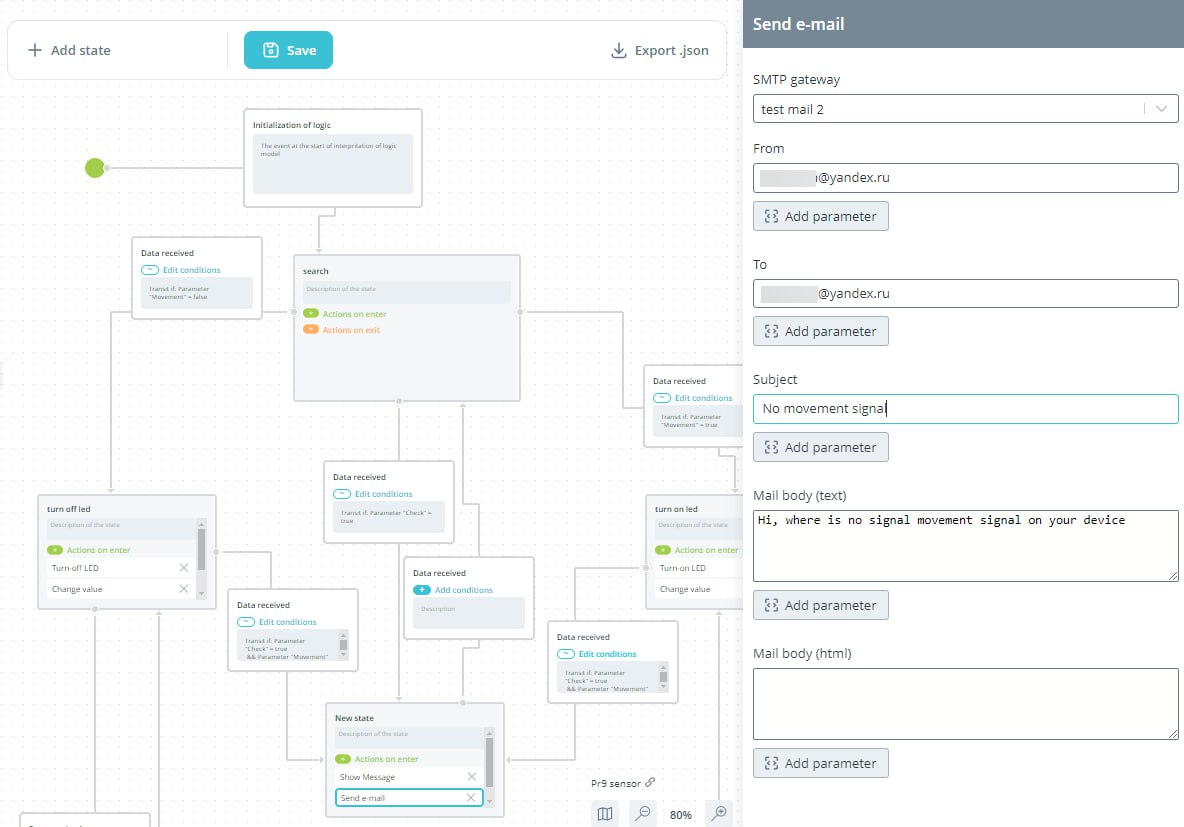 Add state
Save
Export .json
Initialization of logic
The event at the start of interpritation of logic
model
Data received
Edit conditions
Transit if: Parameter
"Movement" = false
search
Description of the state
Actions on enter
Actions on exit
Data received
Edit conditions
Transit if: Parameter
"Movement" = true
Data received
Edit conditions
Transit if: Parameter "Check" =
true
turn off led
Description of the state
Actions on enter
Turn-off LED
Change value
turn on led
Description of the state
Actions on enter
Turn-on LED
Change value
Data received
Add conditions
Description
Data received
Edit conditions
Transit if: Parameter
"Check" = true
&& Parameter "Movement"
Data received
Edit conditions
Transit if: Parameter
"Check" = true
&& Parameter "Movement"
New state
Description of the state
Actions on enter
Show Message
Send e-mail
Pr9 sensor
80%
Send e-mail
SMTP gateway
test mail 2
From
@yandex.ru
Add parameter
To
@yandex.ru
Add parameter
Subject
No movement signal
Add parameter
Mail body (text)
Hi, where is no signal movement signal on your device
Add parameter
Mail body (html)
Add parameter